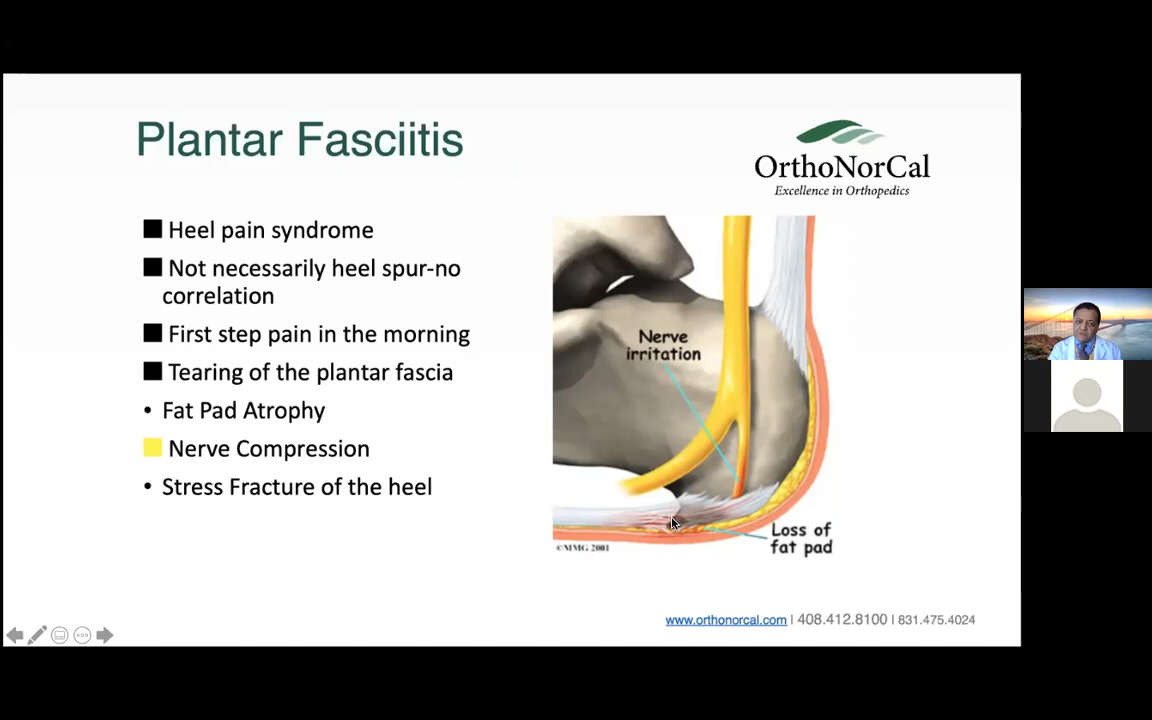 Plantar Fasciitis
OrthoNorCal
Excellence in Orthopedics
Heel pain syndrome
Not necessarily heel spur-no
correlation
First step pain in the morning
Tearing of the plantar fascia
• Fat Pad Atrophy
Nerve Compression
• Stress Fracture of the heel
Nerve
irritation
Loss of
fat pad
©MMG 2001
www.orthonorcal.com | 408.412.8100 | 831.475.4024